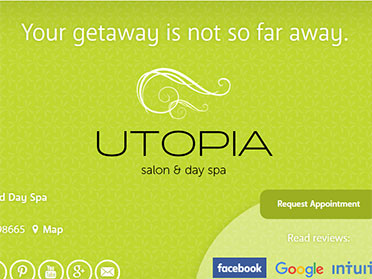 Your getaway is not so far away.
UTOPIA
salon & day spa
d Day Spa
98665 Map
Request Appointment
Read reviews:
facebook Google intuit